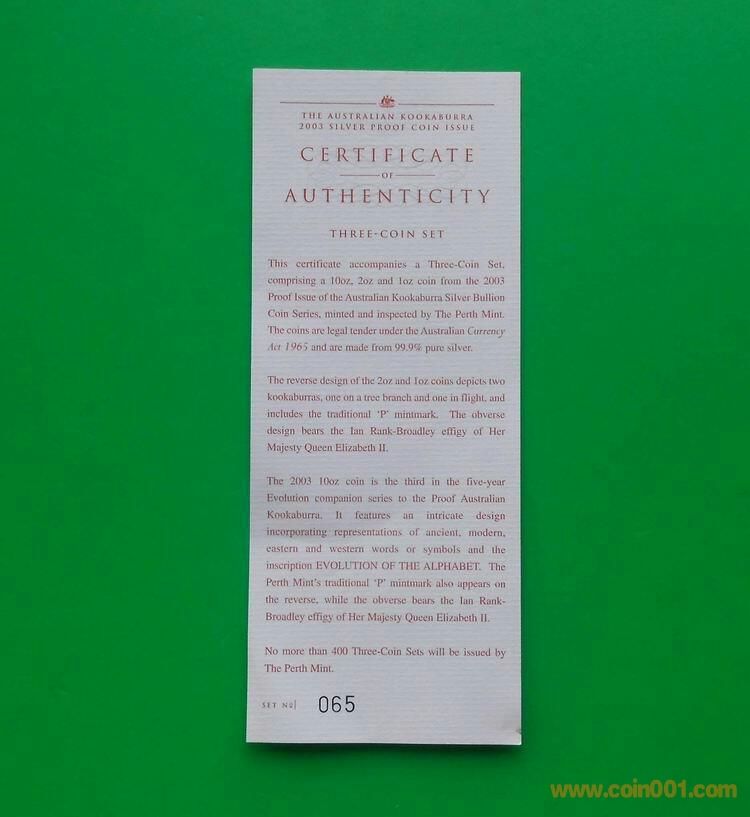 THE AUSTRALIAN KOOKABURRA
2003 SILVER PROOF COIN ISSUE
CERTIFICATE
OF
AUTHENTICITY
THREE-COIN SET
This certificate accompanies a Three-Coin Set,
comprising a 10oz, 2oz and 1oz coin from the 2003
Proof Issue of the Australian Kookaburra Silver Bullion
Coin Series, minted and inspected by The Perth Mint.
The coins are legal tender under the Australian Currency
Act 1965 and are made from 99.9% pure silver.
The reverse design of the 2oz and 1oz coins depicts two
kookaburras, one on a tree branch and one in flight, and
includes the traditional 'P' mintmark. The obverse
design bears the Ian Rank-Broadley effigy of Her
Majesty Queen Elizabeth II.
The 2003 10oz coin is the third in the five-year
Evolution companion series to the Proof Australian
Kookaburra. It features an intricate design
incorporating representations of ancient, modern,
eastern and western words or symbols and the
inscription EVOLUTION OF THE ALPHABET. The
Perth Mint's traditional 'P' mintmark also appears on
the reverse, while the obverse bears the Ian Rank-
Broadley effigy of Her Majesty Queen Elizabeth II.
No more than 400 Three-Coin Sets will be issued by
The Perth Mint.
SET Nº 065
www.coin001.com